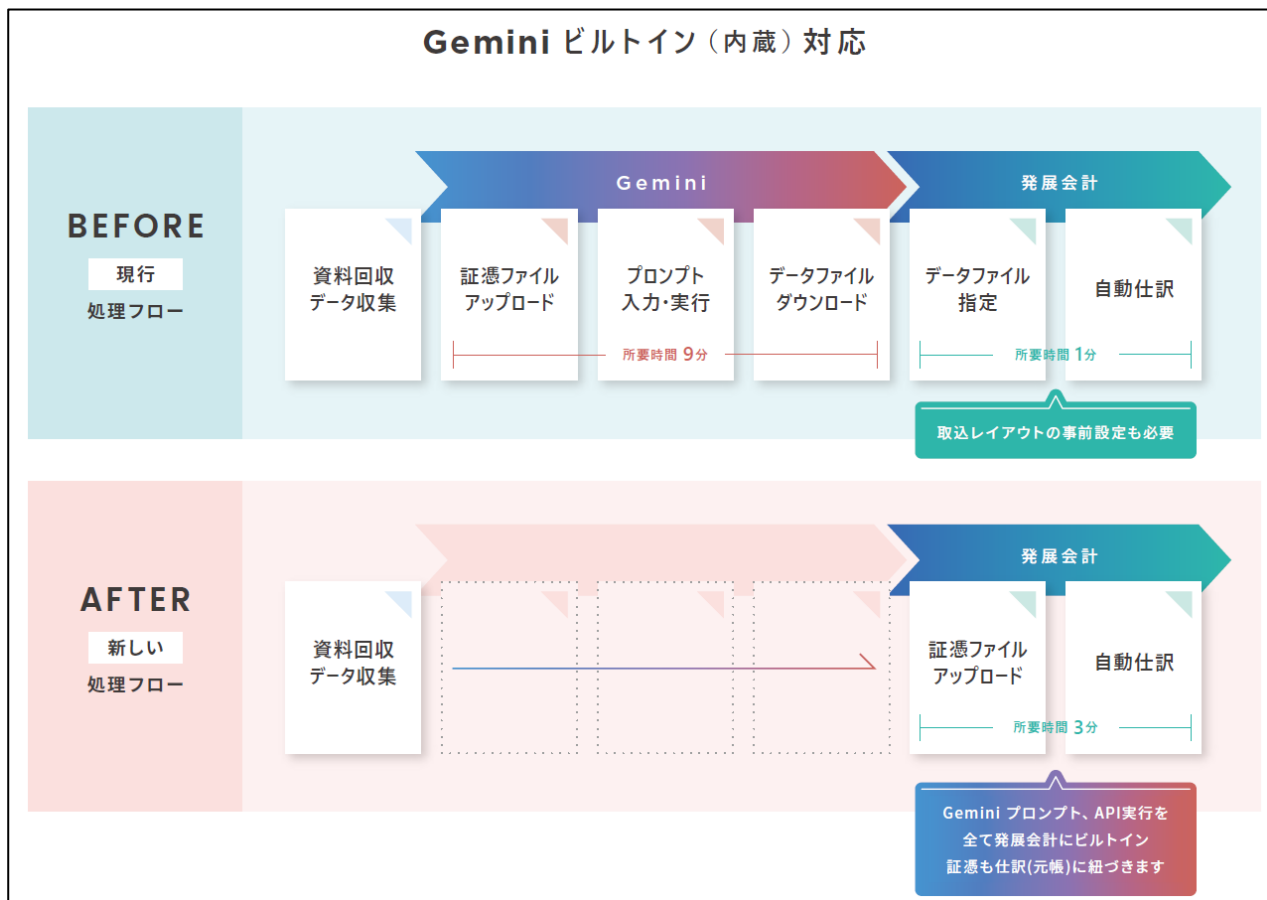 Gemini ビルトイン（内蔵）対応
BEFORE
現行
処理フロー
Gemini
発展会計
資料回収
データ収集
証憑ファイル
アップロード
プロンプト
入力・実行
データファイル
ダウンロード
データファイル
指定
自動仕訳
所要時間 9分
所要時間 1分
取込レイアウトの事前設定も必要
AFTER
新しい
処理フロー
発展会計
資料回収
データ収集
証憑ファイル
アップロード
自動仕訳
所要時間 3分
Gemini プロンプト、API実行を
全て発展会計にビルトイン
証憑も仕訳(元帳)に紐づきます